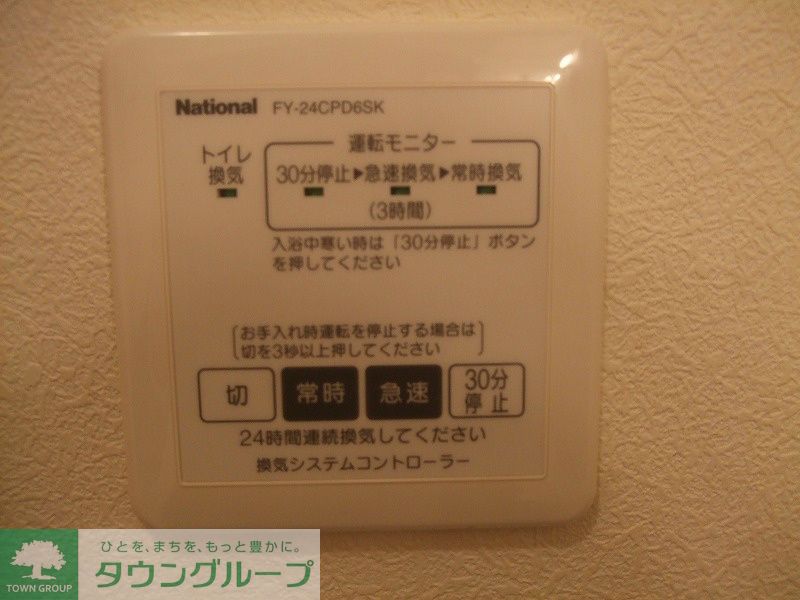 National FY-24CPD6SK
運転モニター
トイレ
換気
30分停止▶急速換気▶常時換気
(3時間)
入浴中寒い時は「30分停止」ボタン
を押してください
お手入れ時運転を停止する場合は
切を3秒以上押してください
切 常時 急速 30分
停止
24時間連続換気してください
換気システムコントローラー
ひとを、まちを、もっと豊かに。
タウングループ
TOWN GROUP